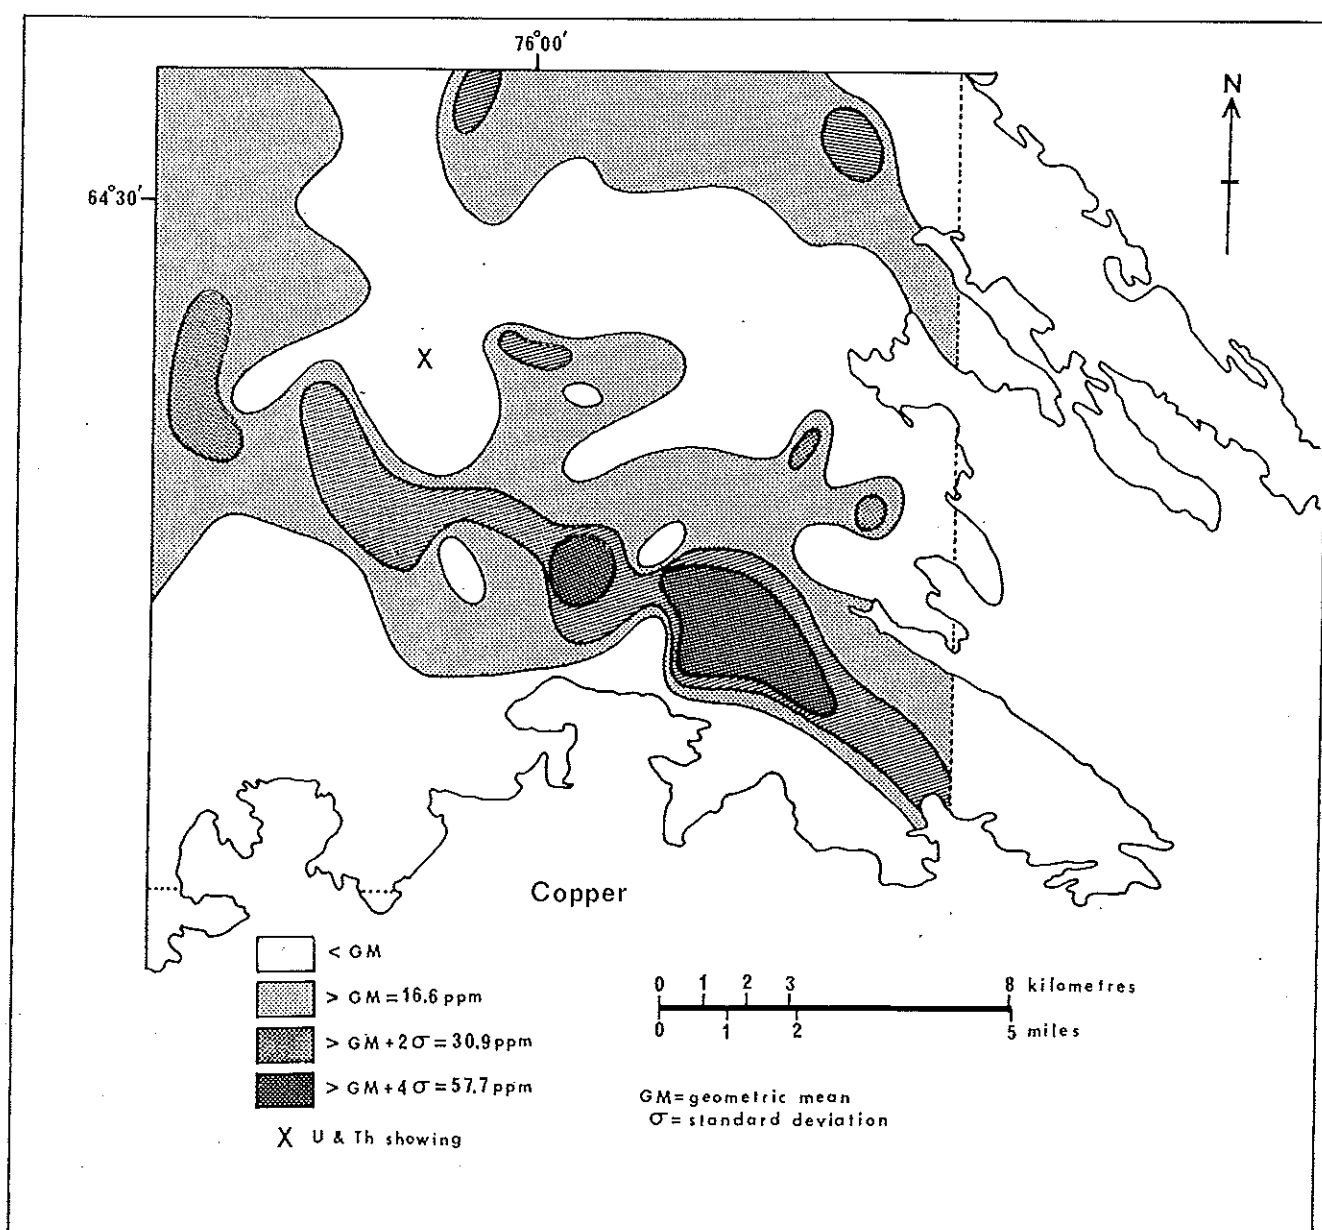 76°00'
N
64°30'
X
Copper
< GM
> GM = 16.6 ppm
> GM + 2σ = 30.9 ppm
> GM + 4σ = 57.7 ppm
X U & Th showing
0 1 2 3 8 kilometres
0 1 2 5 miles
GM = geometric mean
σ = standard deviation